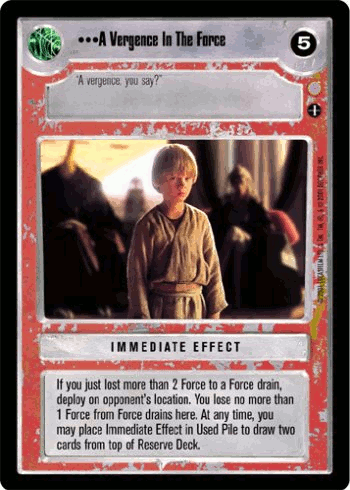 •••A Vergence In The Force
5
"A vergence, you say?"
IMMEDIATE EFFECT
If you just lost more than 2 Force to a Force drain,
deploy on opponent's location. You lose no more than
1 Force from Force drains here. At any time, you
may place Immediate Effect in Used Pile to draw two
cards from top of Reserve Deck.